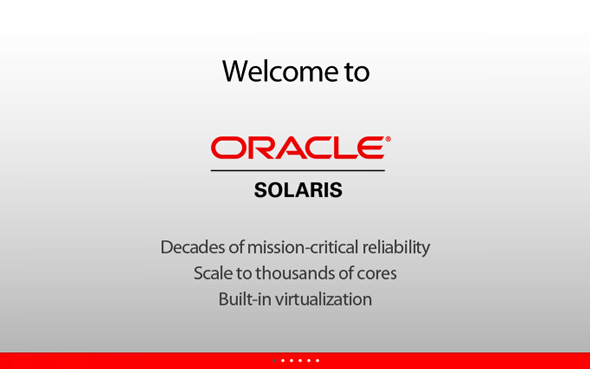 Welcome to
ORACLE®
SOLARIS
Decades of mission-critical reliability
Scale to thousands of cores
Built-in virtualization